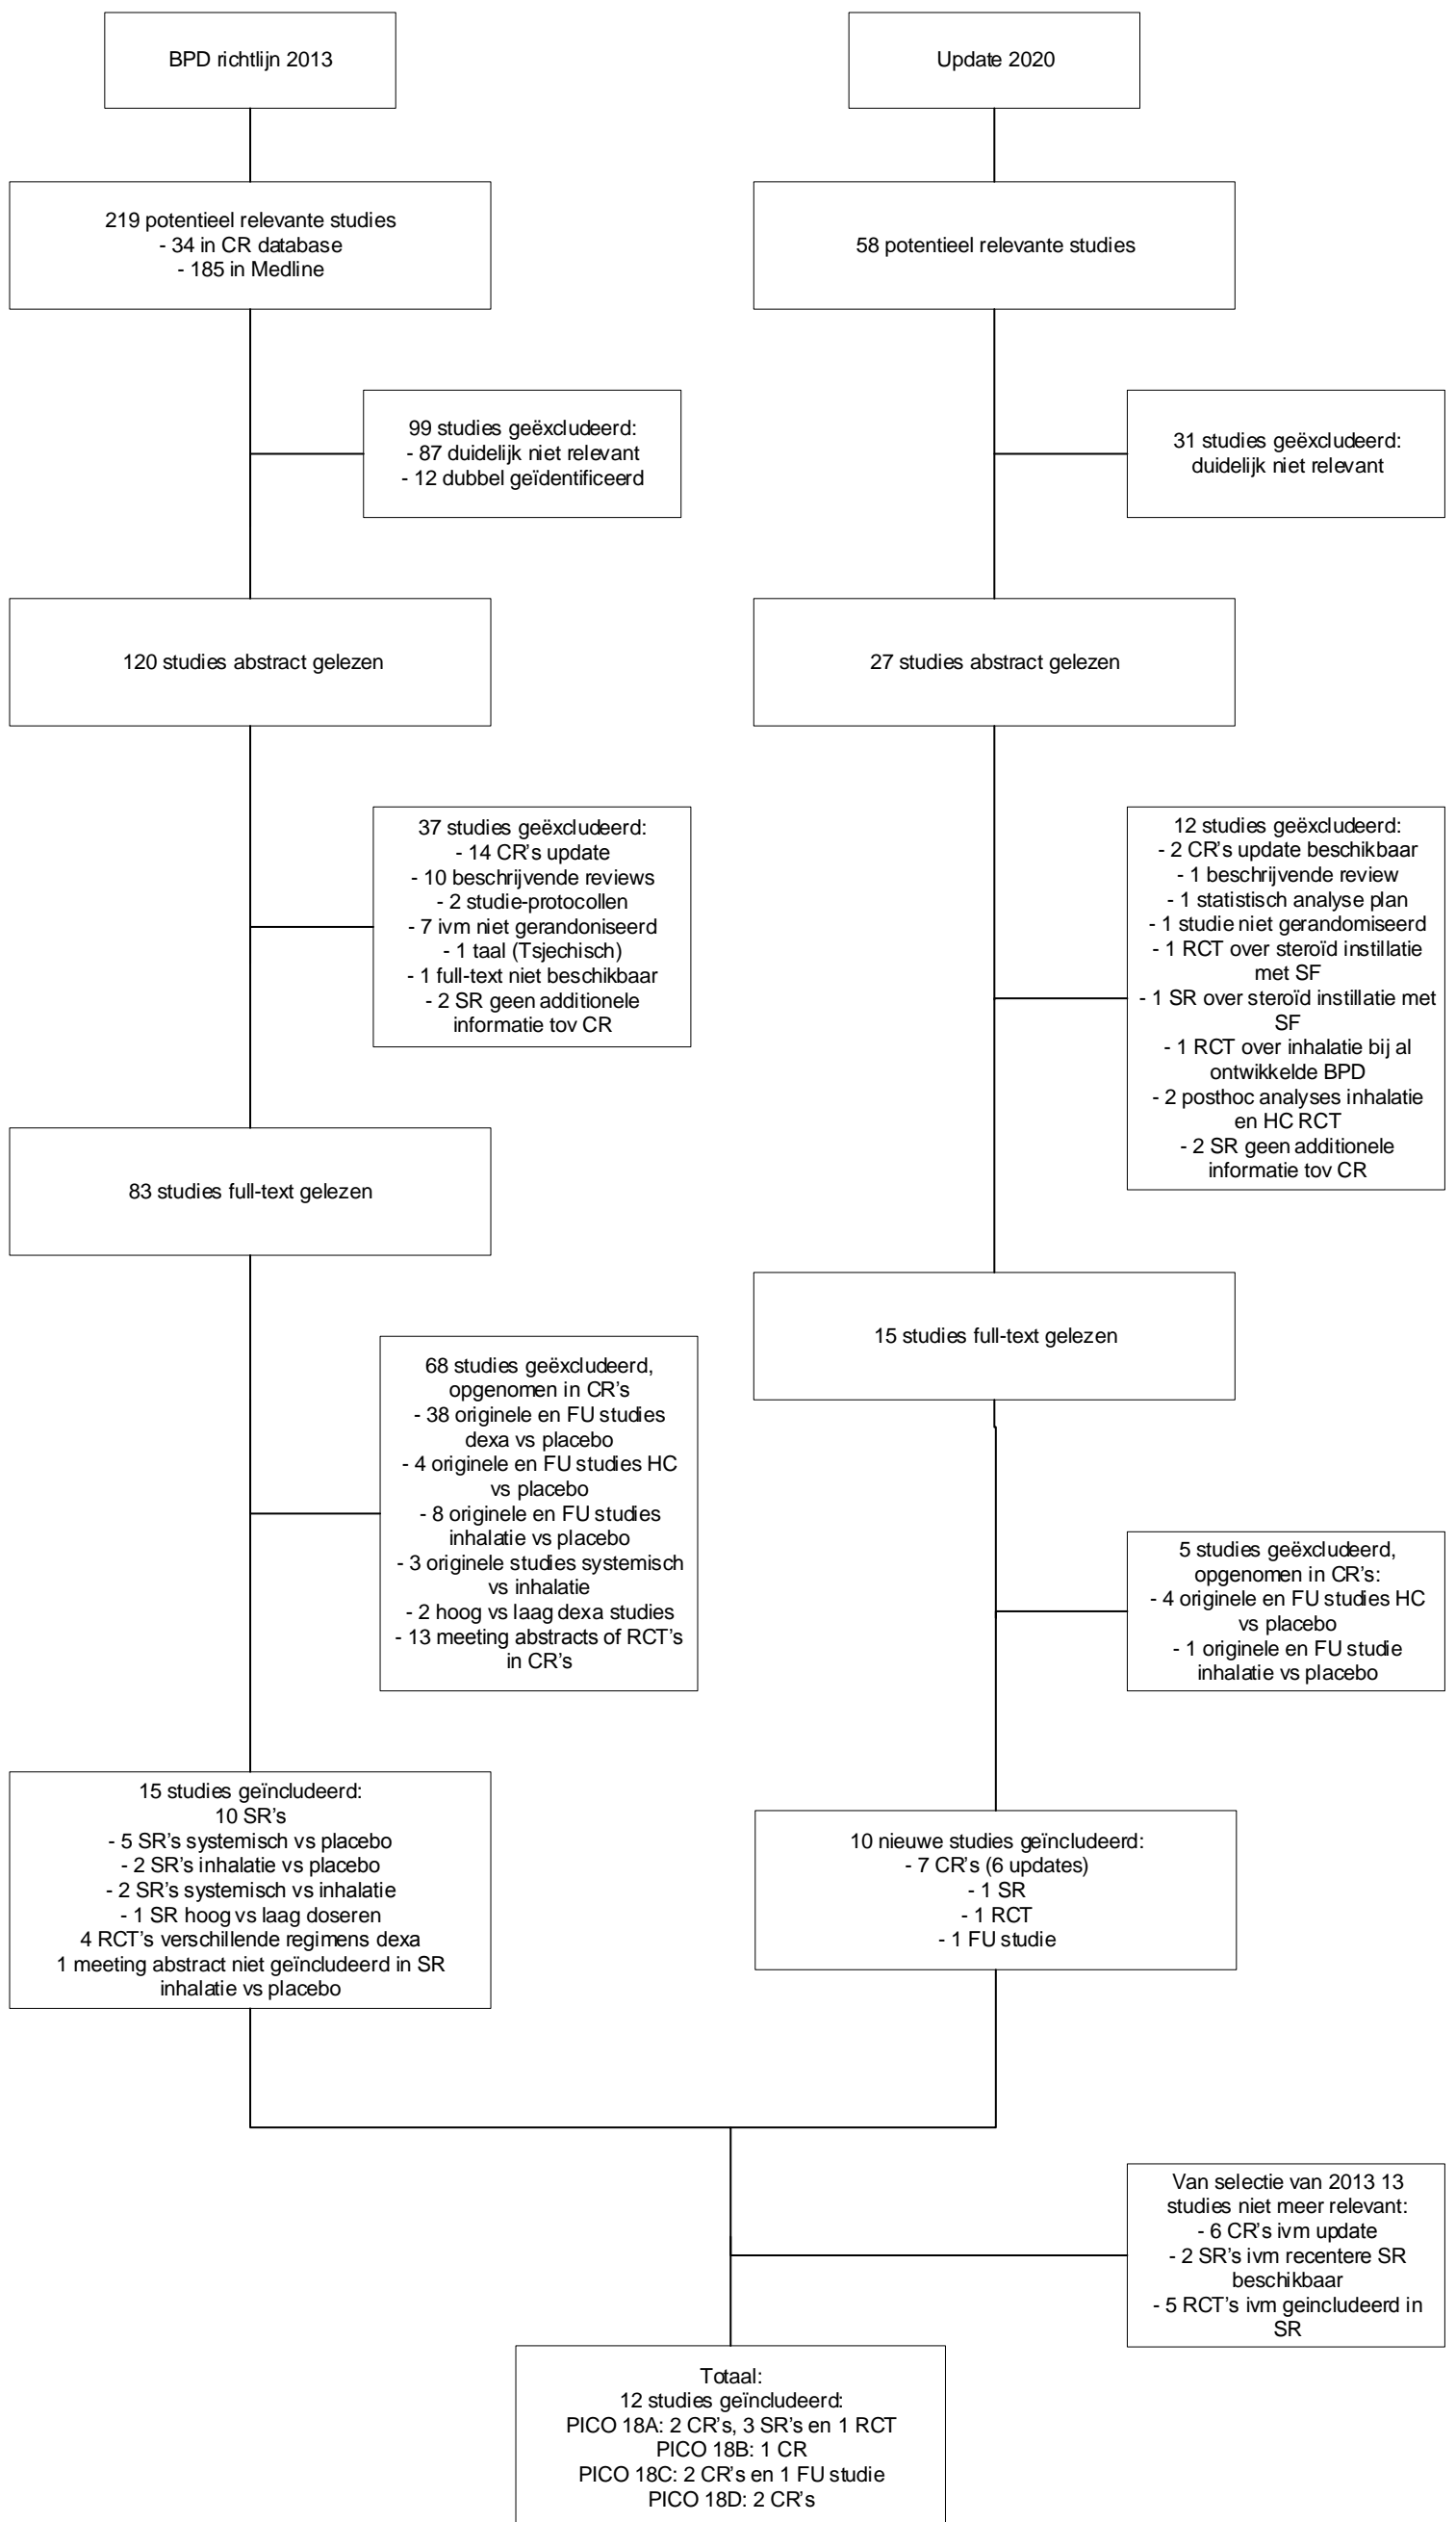 BPD richtlijn 2013
219 potentieel relevante studies
- 34 in CR database
- 185 in Medline
99 studies geëxcludeerd:
- 87 duidelijk niet relevant
- 12 dubbel geïdentificeerd
120 studies abstract gelezen
37 studies geëxcludeerd:
- 14 CR's update
- 10 beschrijvende reviews
- 2 studie-protocollen
- 7 ivm niet gerandoniseerd
- 1 taal (Tsjechisch)
- 1 full-text niet beschikbaar
- 2 SR geen additionele
informatie tov CR
83 studies full-text gelezen
68 studies geëxcludeerd,
opgenomen in CR's
- 38 originele en FU studies
dexa vs placebo
- 4 originele en FU studies HC
vs placebo
- 8 originele en FU studies
inhalatie vs placebo
- 3 originele studies systemisch
vs inhalatie
- 2 hoog vs laag dexa studies
- 13 meeting abstracts of RCT's
in CR's
15 studies geïncludeerd:
10 SR's
- 5 SR's systemisch vs placebo
- 2 SR's inhalatie vs placebo
- 2 SR's systemisch vs inhalatie
- 1 SR hoog vs laag doseren
4 RCT's verschillende regimens dexa
1 meeting abstract niet geïncludeerd in SR
inhalatie vs placebo
Update 2020
58 potentieel relevante studies
31 studies geëxcludeerd:
duidelijk niet relevant
27 studies abstract gelezen
12 studies geëxcludeerd:
- 2 CR's update beschikbaar
- 1 beschrijvende review
- 1 statistisch analyse plan
- 1 studie niet gerandomiseerd
- 1 RCT over steroïd instillatie
met SF
- 1 SR over steroïd instillatie met
SF
- 1 RCT over inhalatie bij al
ontwikkelde BPD
- 2 posthoc analyses inhalatie
en HC RCT
- 2 SR geen additionele
informatie tov CR
15 studies full-text gelezen
5 studies geëxcludeerd,
opgenomen in CR's:
- 4 originele en FU studies HC
vs placebo
- 1 originele en FU studie
inhalatie vs placebo
10 nieuwe studies geïncludeerd:
- 7 CR's (6 updates)
- 1 SR
- 1 RCT
- 1 FU studie
Van selectie van 2013 13
studies niet meer relevant:
- 6 CR's ivm update
- 2 SR's ivm recentere SR
beschikbaar
- 5 RCT's ivm geincludeerd in
SR
Totaal:
12 studies geïncludeerd:
PICO 18A: 2 CR's, 3 SR's en 1 RCT
PICO 18B: 1 CR
PICO 18C: 2 CR's en 1 FU studie
PICO 18D: 2 CR's